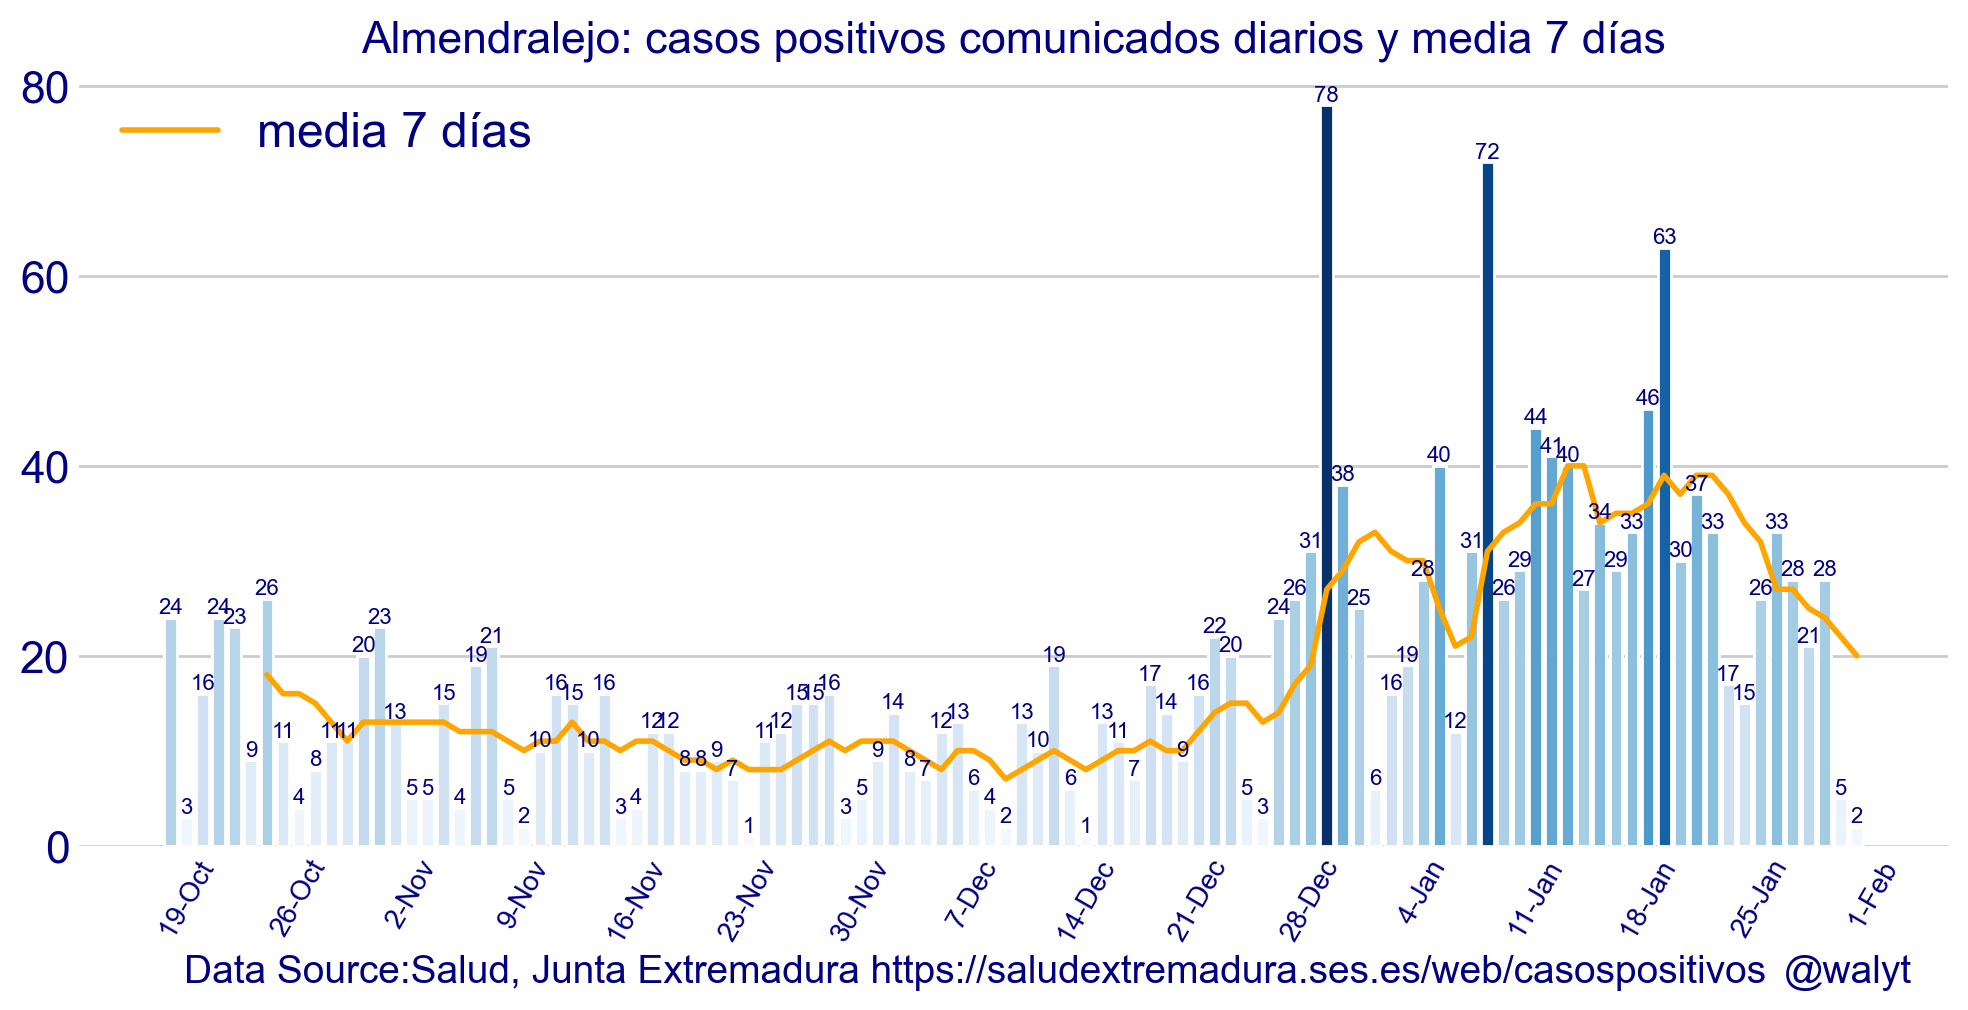 Almendralejo: casos positivos comunicados diarios y media 7 días
media 7 días
80
60
40
20
0
24 3 16 24 23 9 26 11 4 8 11 11 20 23 13 5 5 15 4 19 21 5 2 10 16 15 10 16 3 4 12 12 8 8 9 7 1 11 12 15 15 16 3 5 9 14 8 7 12 13 6 4 2 13 10 19 6 1 13 11 7 17 14 9 16 22 20 5 3 24 26 31 78 38 25 6 16 19 28 40 12 31 72 26 29 44 41 40 27 34 29 33 46 63 30 37 33 17 15 26 33 28 21 28 5 2
19-Oct 26-Oct 2-Nov 9-Nov 16-Nov 23-Nov 30-Nov 7-Dec 14-Dec 21-Dec 28-Dec 4-Jan 11-Jan 18-Jan 25-Jan 1-Feb
Data Source:Salud, Junta Extremadura https://saludextremadura.ses.es/web/casospositivos @walyt